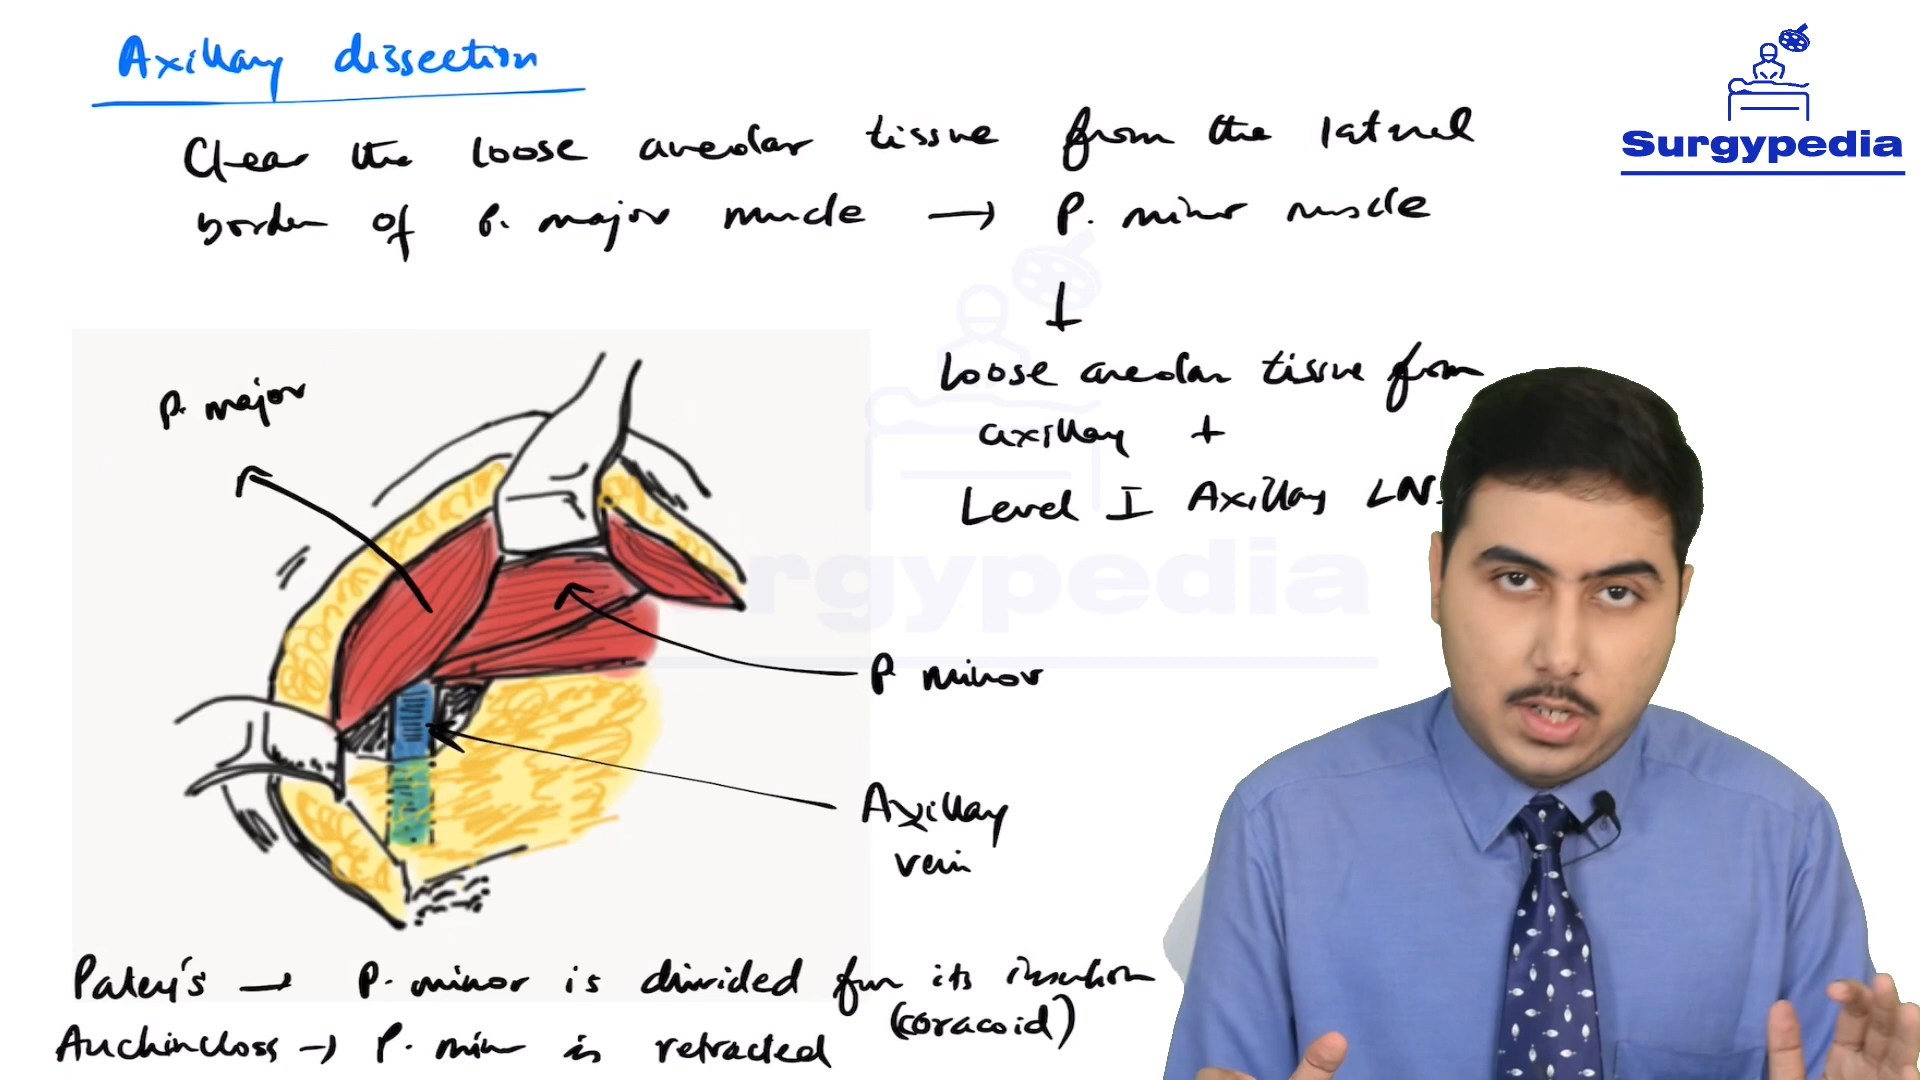 Axillary dissection
Surgypedia
Clear the loose areolar tissue from the lateral
border of P. major muscle → P. minor muscle
↓
Loose areolar tissue from
axillary +
Level I Axillary LN.
P. major
P. minor
Axillary
vein
Patey's → P. minor is divided from its insertion
(coracoid)
Auchincloss → P. minor is retracted
Surgypedia